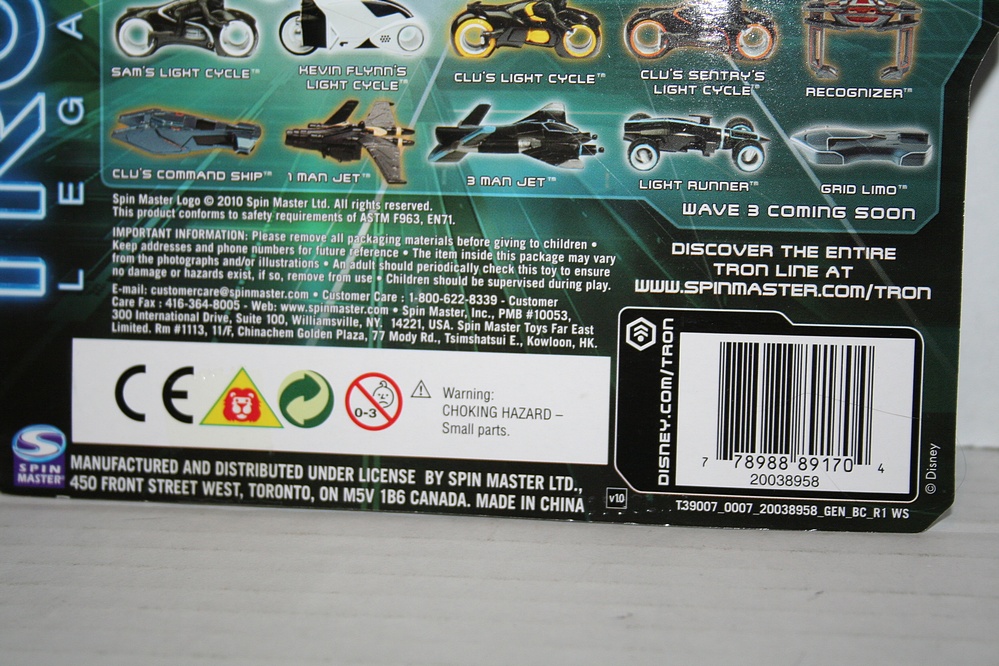 TRO
LEGA
SAM'S LIGHT CYCLE™
KEVIN FLYNN'S
LIGHT CYCLE™
CLU'S LIGHT CYCLE™
CLU'S SENTRY'S
LIGHT CYCLE™
RECOGNIZER™
CLU'S COMMAND SHIP™
1 MAN JET™
3 MAN JET™
LIGHT RUNNER™
GRID LIMO™
WAVE 3 COMING SOON
Spin Master Logo © 2010 Spin Master Ltd. All rights reserved.
This product conforms to safety requirements of ASTM F963, EN71.
IMPORTANT INFORMATION: Please remove all packaging materials before giving to children •
Keep addresses and phone numbers for future reference • The item inside this package may vary
from the photographs and/or illustrations • An adult should periodically check this toy to ensure
no damage or hazards exist, if so, remove from use • Children should be supervised during play.
E-mail: customercare@spinmaster.com • Customer Care : 1-800-622-8339 - Customer
Care Fax : 416-364-8005 - Web: www.spinmaster.com • Spin Master, Inc., PMB #10053,
300 International Drive, Suite 100, Williamsville, NY. 14221, USA. Spin Master Toys Far East
Limited. Rm #1113, 11/F, Chinachem Golden Plaza, 77 Mody Rd., Tsimshatsui E., Kowloon, HK.
DISCOVER THE ENTIRE
TRON LINE AT
WWW.SPINMASTER.COM/TRON
CE
0-3
Warning:
CHOKING HAZARD –
Small parts.
DISNEY.COM/TRON
7 78988 89170 4
20038958
© Disney
SPIN
MASTER™
MANUFACTURED AND DISTRIBUTED UNDER LICENSE BY SPIN MASTER LTD.,
450 FRONT STREET WEST, TORONTO, ON M5V 1B6 CANADA. MADE IN CHINA
v1.0
T39007_0007_20038958_GEN_BC_R1 WS